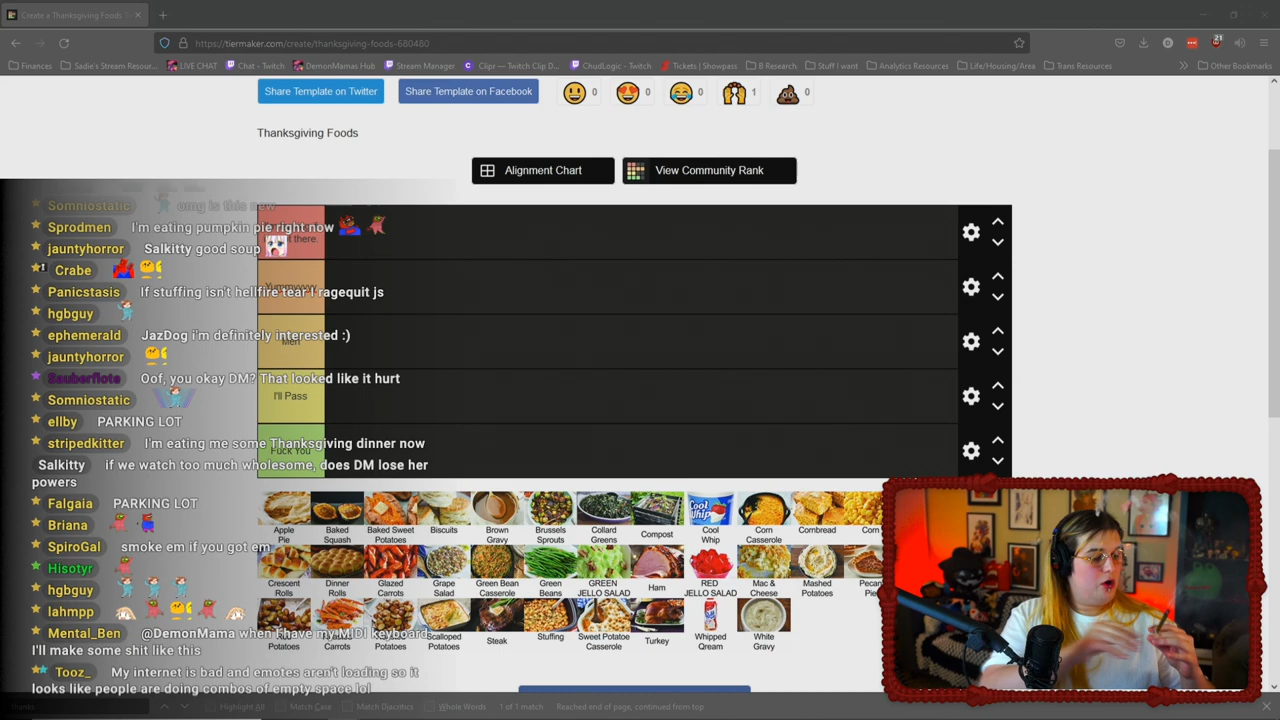 Create a Thanksgiving Foods T
https://tiermaker.com/create/thanksgiving-foods-680480
21
Finances
Sadie's Stream Resour...
LIVE CHAT
Chat - Twitch
DemonMamas Hub
Stream Manager
Clipr — Twitch Clip D...
ChudLogic - Twitch
Tickets | Showpass
B Research
Stuff I want
Analytics Resources
Life/Housing/Area
Trans Resources
Other Bookmarks
Share Template on Twitter
Share Template on Facebook
0
0
0
1
0
Thanksgiving Foods
Alignment Chart
View Community Rank
there.
Yummyyyyy
Meh
I'll Pass
Fuck You
Somniostatic omg is this new
Sprodmen I'm eating pumpkin pie right now
jauntyhorror Salkitty good soup
Crabe
Panicstasis If stuffing isn't hellfire tear I ragequit js
hgbguy
ephemerald JazDog i'm definitely interested :)
jauntyhorror
Sauberflote Oof, you okay DM? That looked like it hurt
Somniostatic
ellby PARKING LOT
stripedkitter I'm eating me some Thanksgiving dinner now
Salkitty if we watch too much wholesome, does DM lose her
powers
Falgaia PARKING LOT
Briana
SpiroGal smoke em if you got em
Hisotyr
hgbguy
lahmpp
Mental_Ben @DemonMama when I have my MIDI keyboard
I'll make some shit like this
Tooz_ My internet is bad and emotes aren't loading so it
looks like people are doing combos of empty space lol
Apple Pie
Baked Squash
Baked Sweet Potatoes
Biscuits
Brown Gravy
Brussels Sprouts
Collard Greens
Compost
Cool Whip
Corn Casserole
Cornbread
Corn
Crescent Rolls
Dinner Rolls
Glazed Carrots
Grape Salad
Green Bean Casserole
Green Beans
GREEN JELLO SALAD
Ham
RED JELLO SALAD
Mac & Cheese
Mashed Potatoes
Pecan Pie
Potatoes
Carrots
Potatoes
Scalloped Potatoes
Steak
Stuffing
Sweet Potatoe Casserole
Turkey
Whipped Qream
White Gravy
thanks
Highlight All
Match Case
Match Diacritics
Whole Words
1 of 1 match
Reached end of page, continued from top